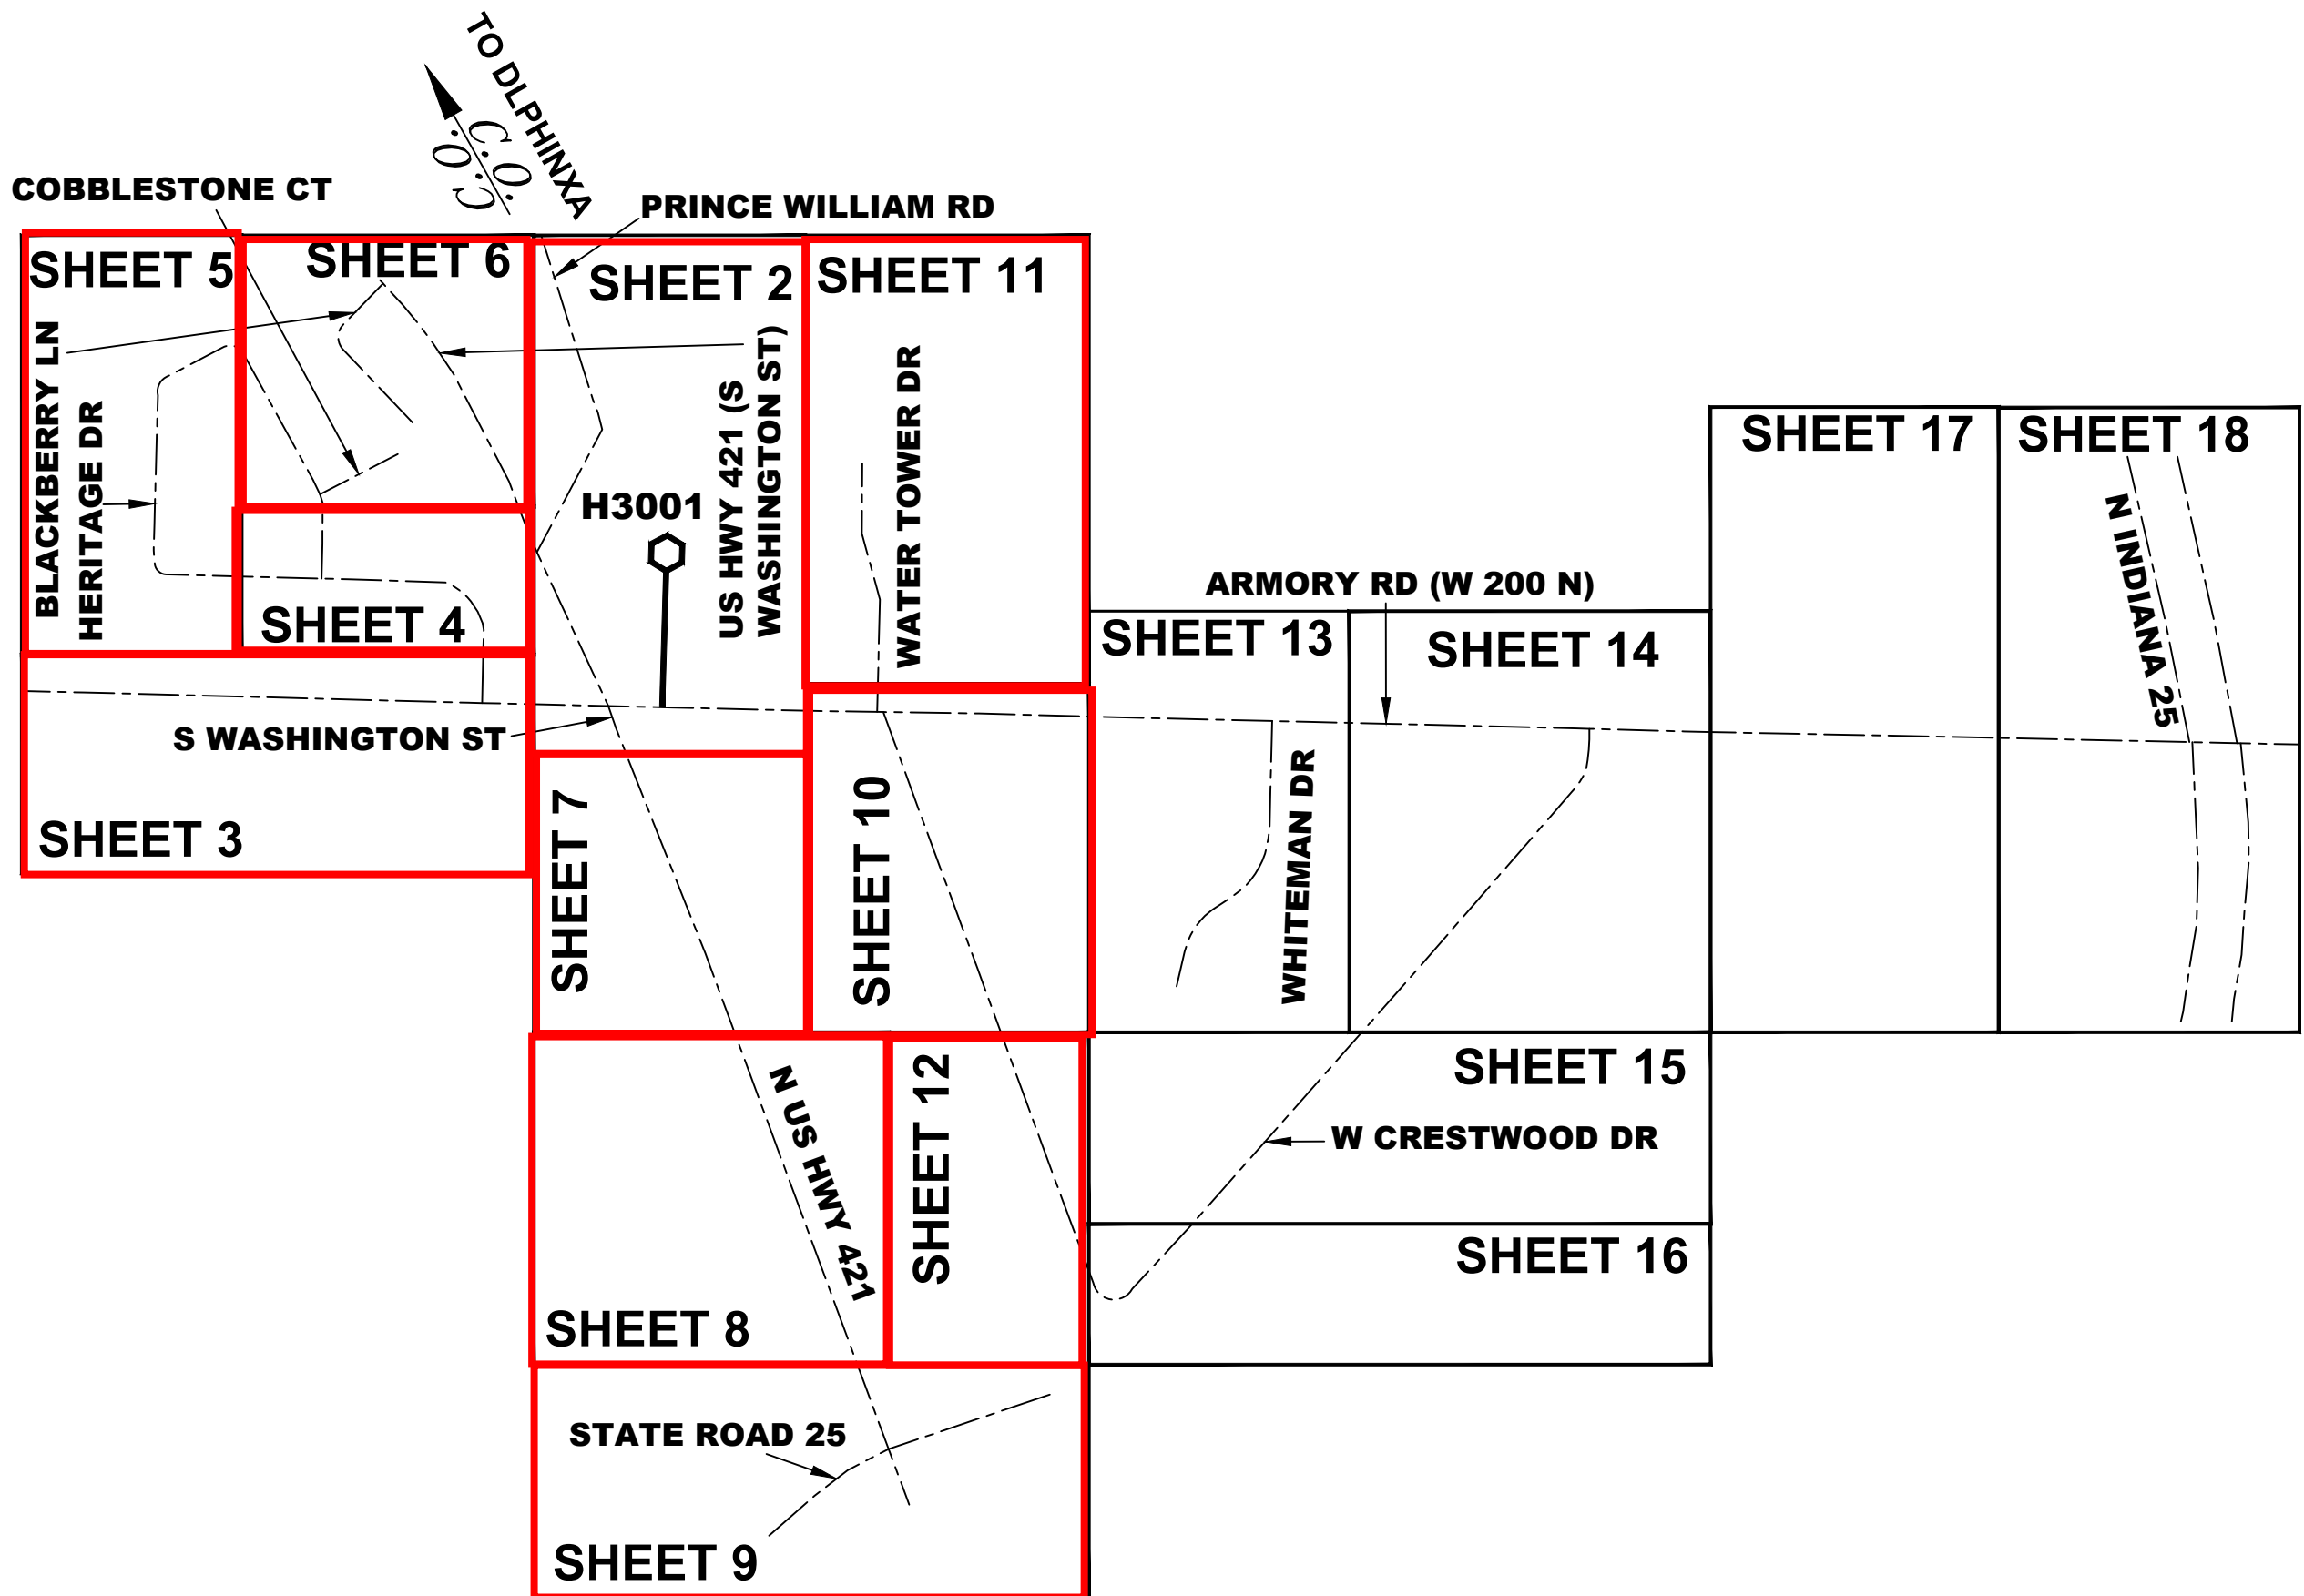 TO DLPHINXA
C.O.
C.O.
COBBLESTONE CT
PRINCE WILLIAM RD
SHEET 5
SHEET 6
SHEET 2
SHEET 11
BLACKBERRY LN
HERITAGE DR
US HWY 421 (S
WASHINGTON ST)
WATER TOWER DR
H3001
SHEET 4
SHEET 17
SHEET 18
N INDIANA 25
ARMORY RD (W 200 N)
SHEET 13
SHEET 14
S WASHINGTON ST
SHEET 3
SHEET 7
SHEET 10
WHITEMAN DR
SHEET 15
SHEET 12
N US HWY 421
W CRESTWOOD DR
SHEET 16
SHEET 8
STATE ROAD 25
SHEET 9